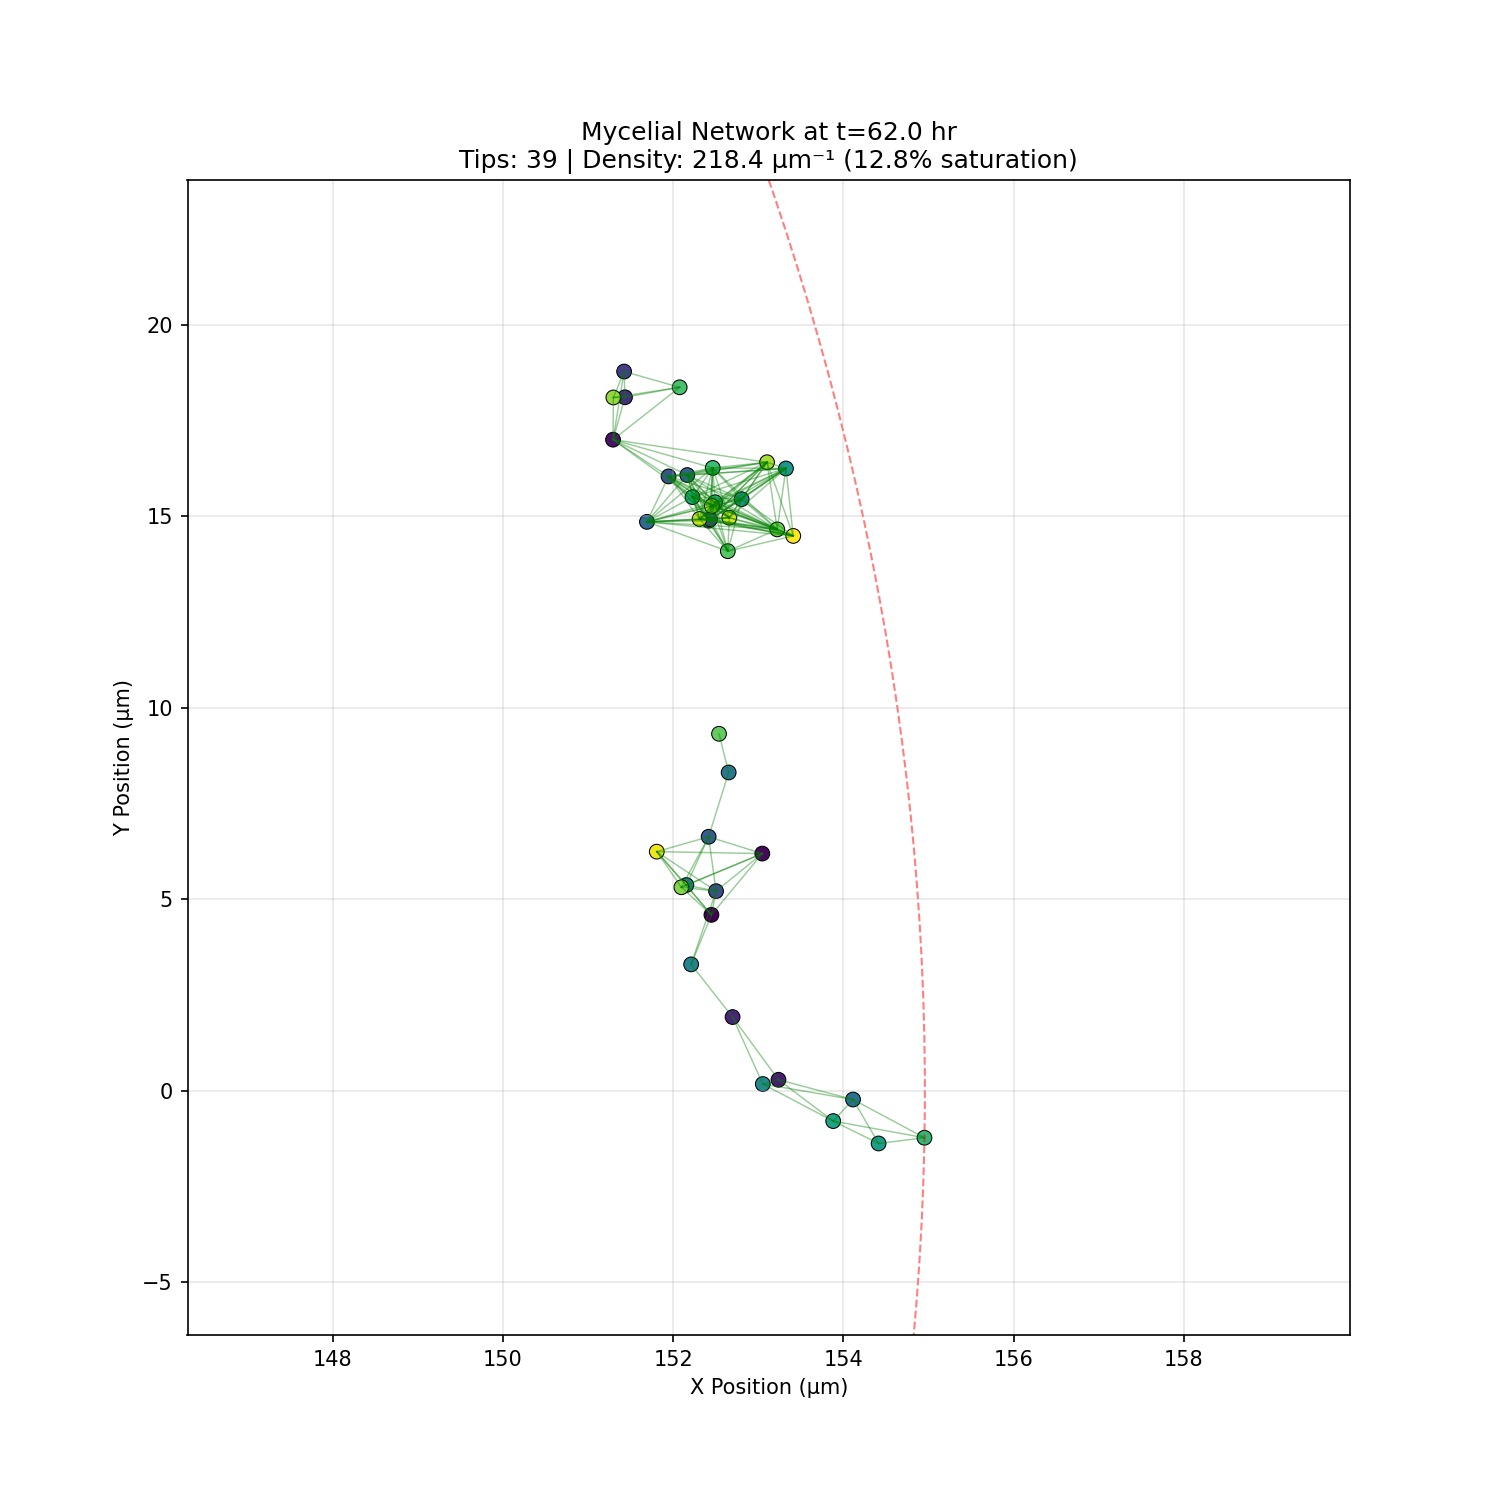 Mycelial Network at t=62.0 hr
Tips: 39 | Density: 218.4 μm⁻¹ (12.8% saturation)
20
15
10
5
0
−5
Y Position (μm)
148 150 152 154 156 158
X Position (μm)